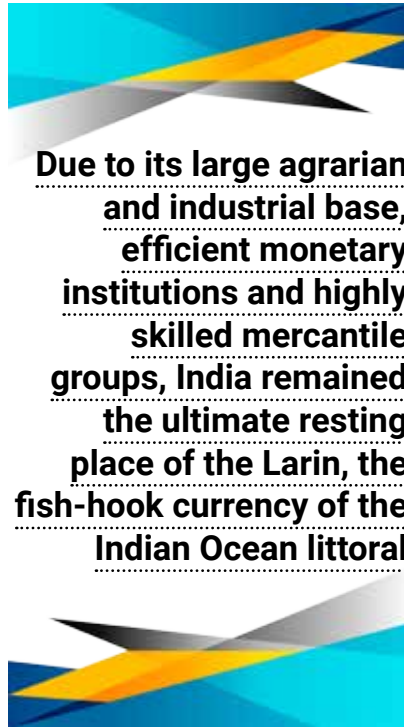 Due to its large agrarian
and industrial base,
efficient monetary
institutions and highly
skilled mercantile
groups, India remained
the ultimate resting
place of the Larin, the
fish-hook currency of the
Indian Ocean littoral